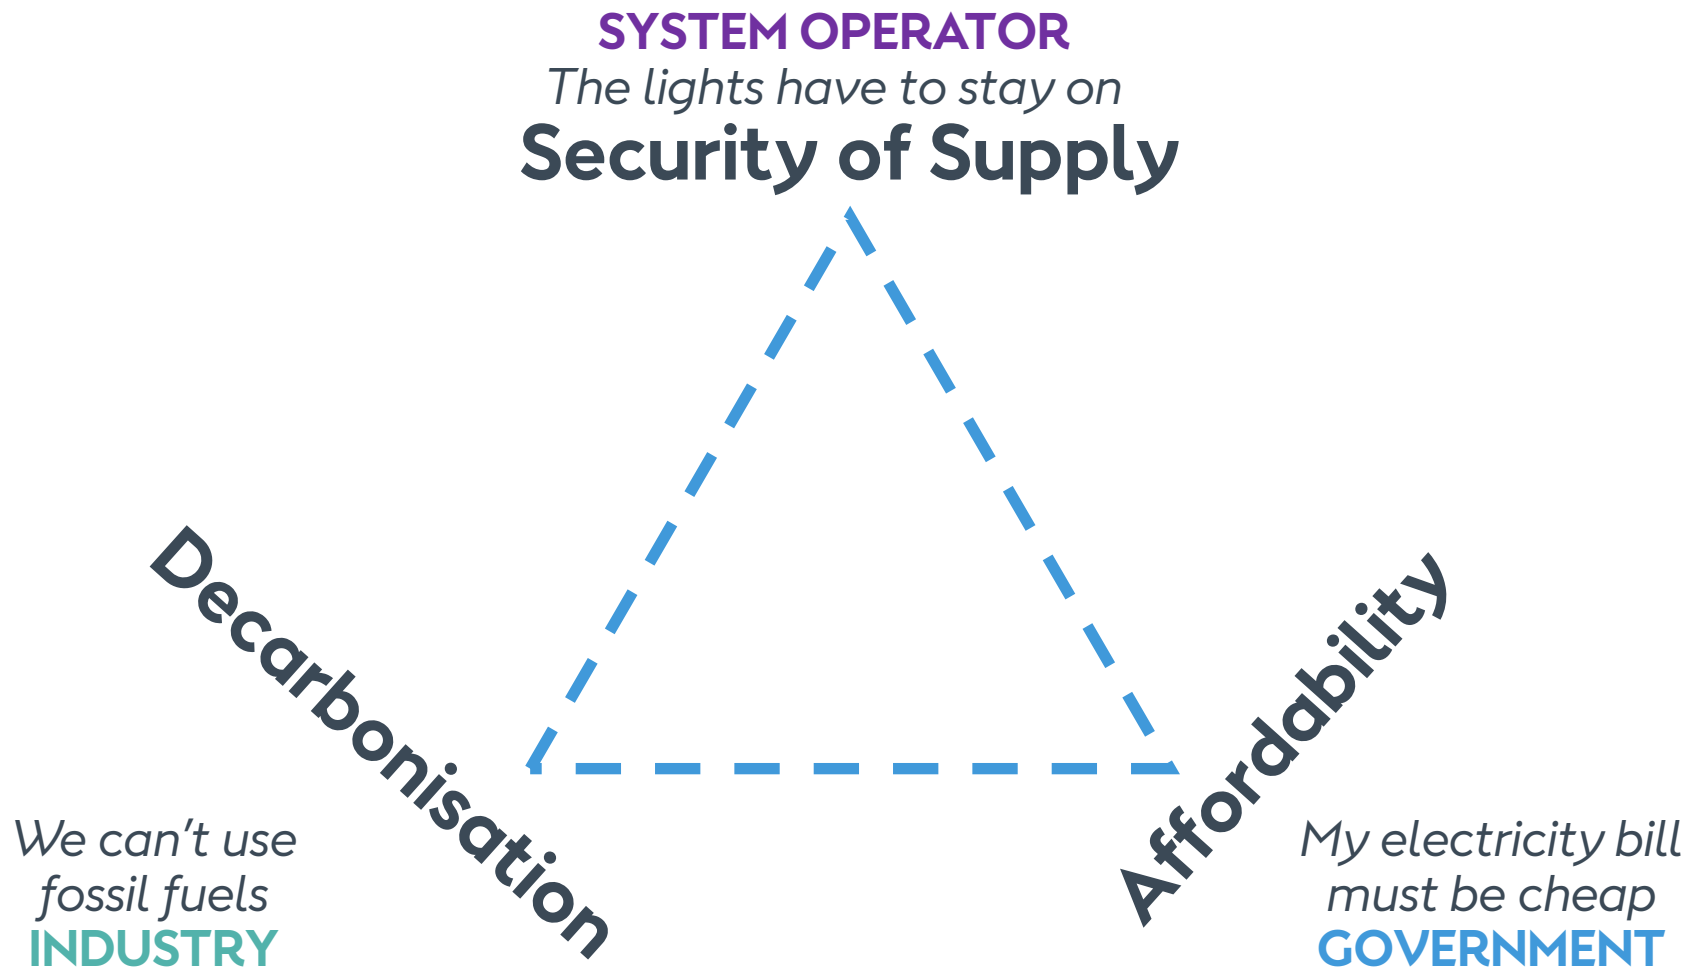 SYSTEM OPERATOR
The lights have to stay on
Security of Supply
Decarbonisation
Affordability
We can't use
fossil fuels
INDUSTRY
My electricity bill
must be cheap
GOVERNMENT